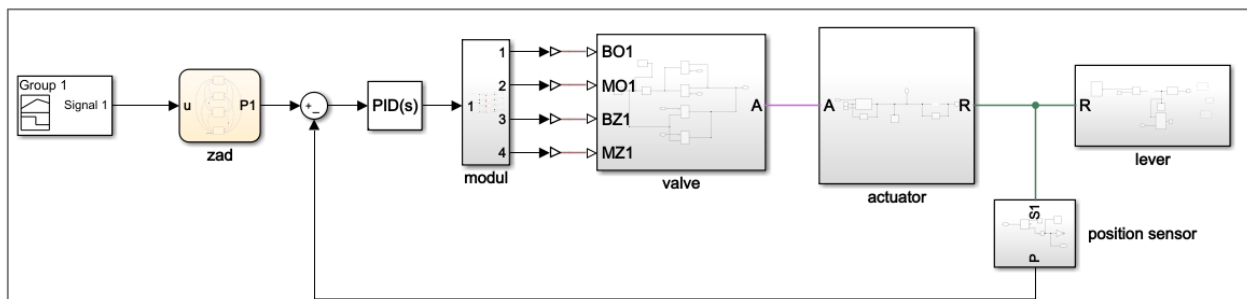 Group 1
Signal 1
u
P1
zad
+
−
PID(s)
1
modul
1
2
3
4
BO1
MO1
BZ1
MZ1
A
valve
A
R
actuator
R
lever
S1
P
position sensor